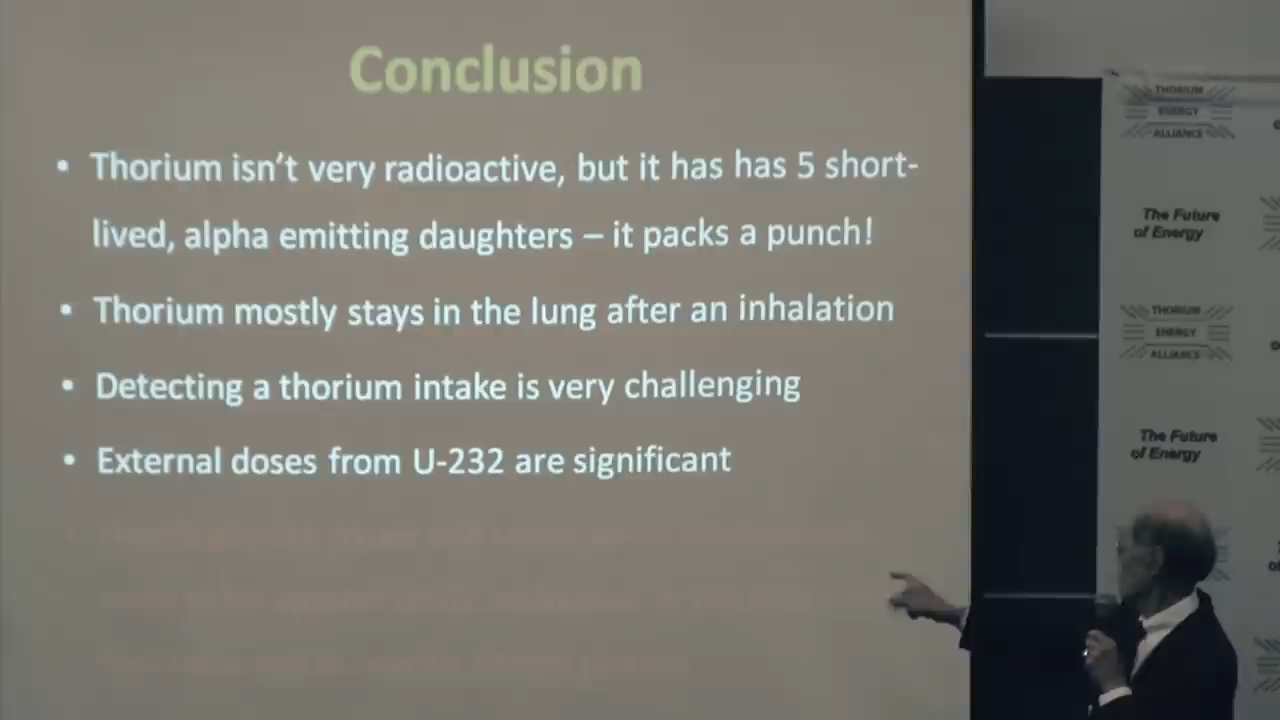 Conclusion
• Thorium isn't very radioactive, but it has has 5 short-
lived, alpha emitting daughters – it packs a punch!
• Thorium mostly stays in the lung after an inhalation
• Detecting a thorium intake is very challenging
• External doses from U-232 are significant
THORIUM
ENERGY
ALLIANCE
The Future
of Energy
THORIUM
ENERGY
ALLIANCE
The Future
of Energy